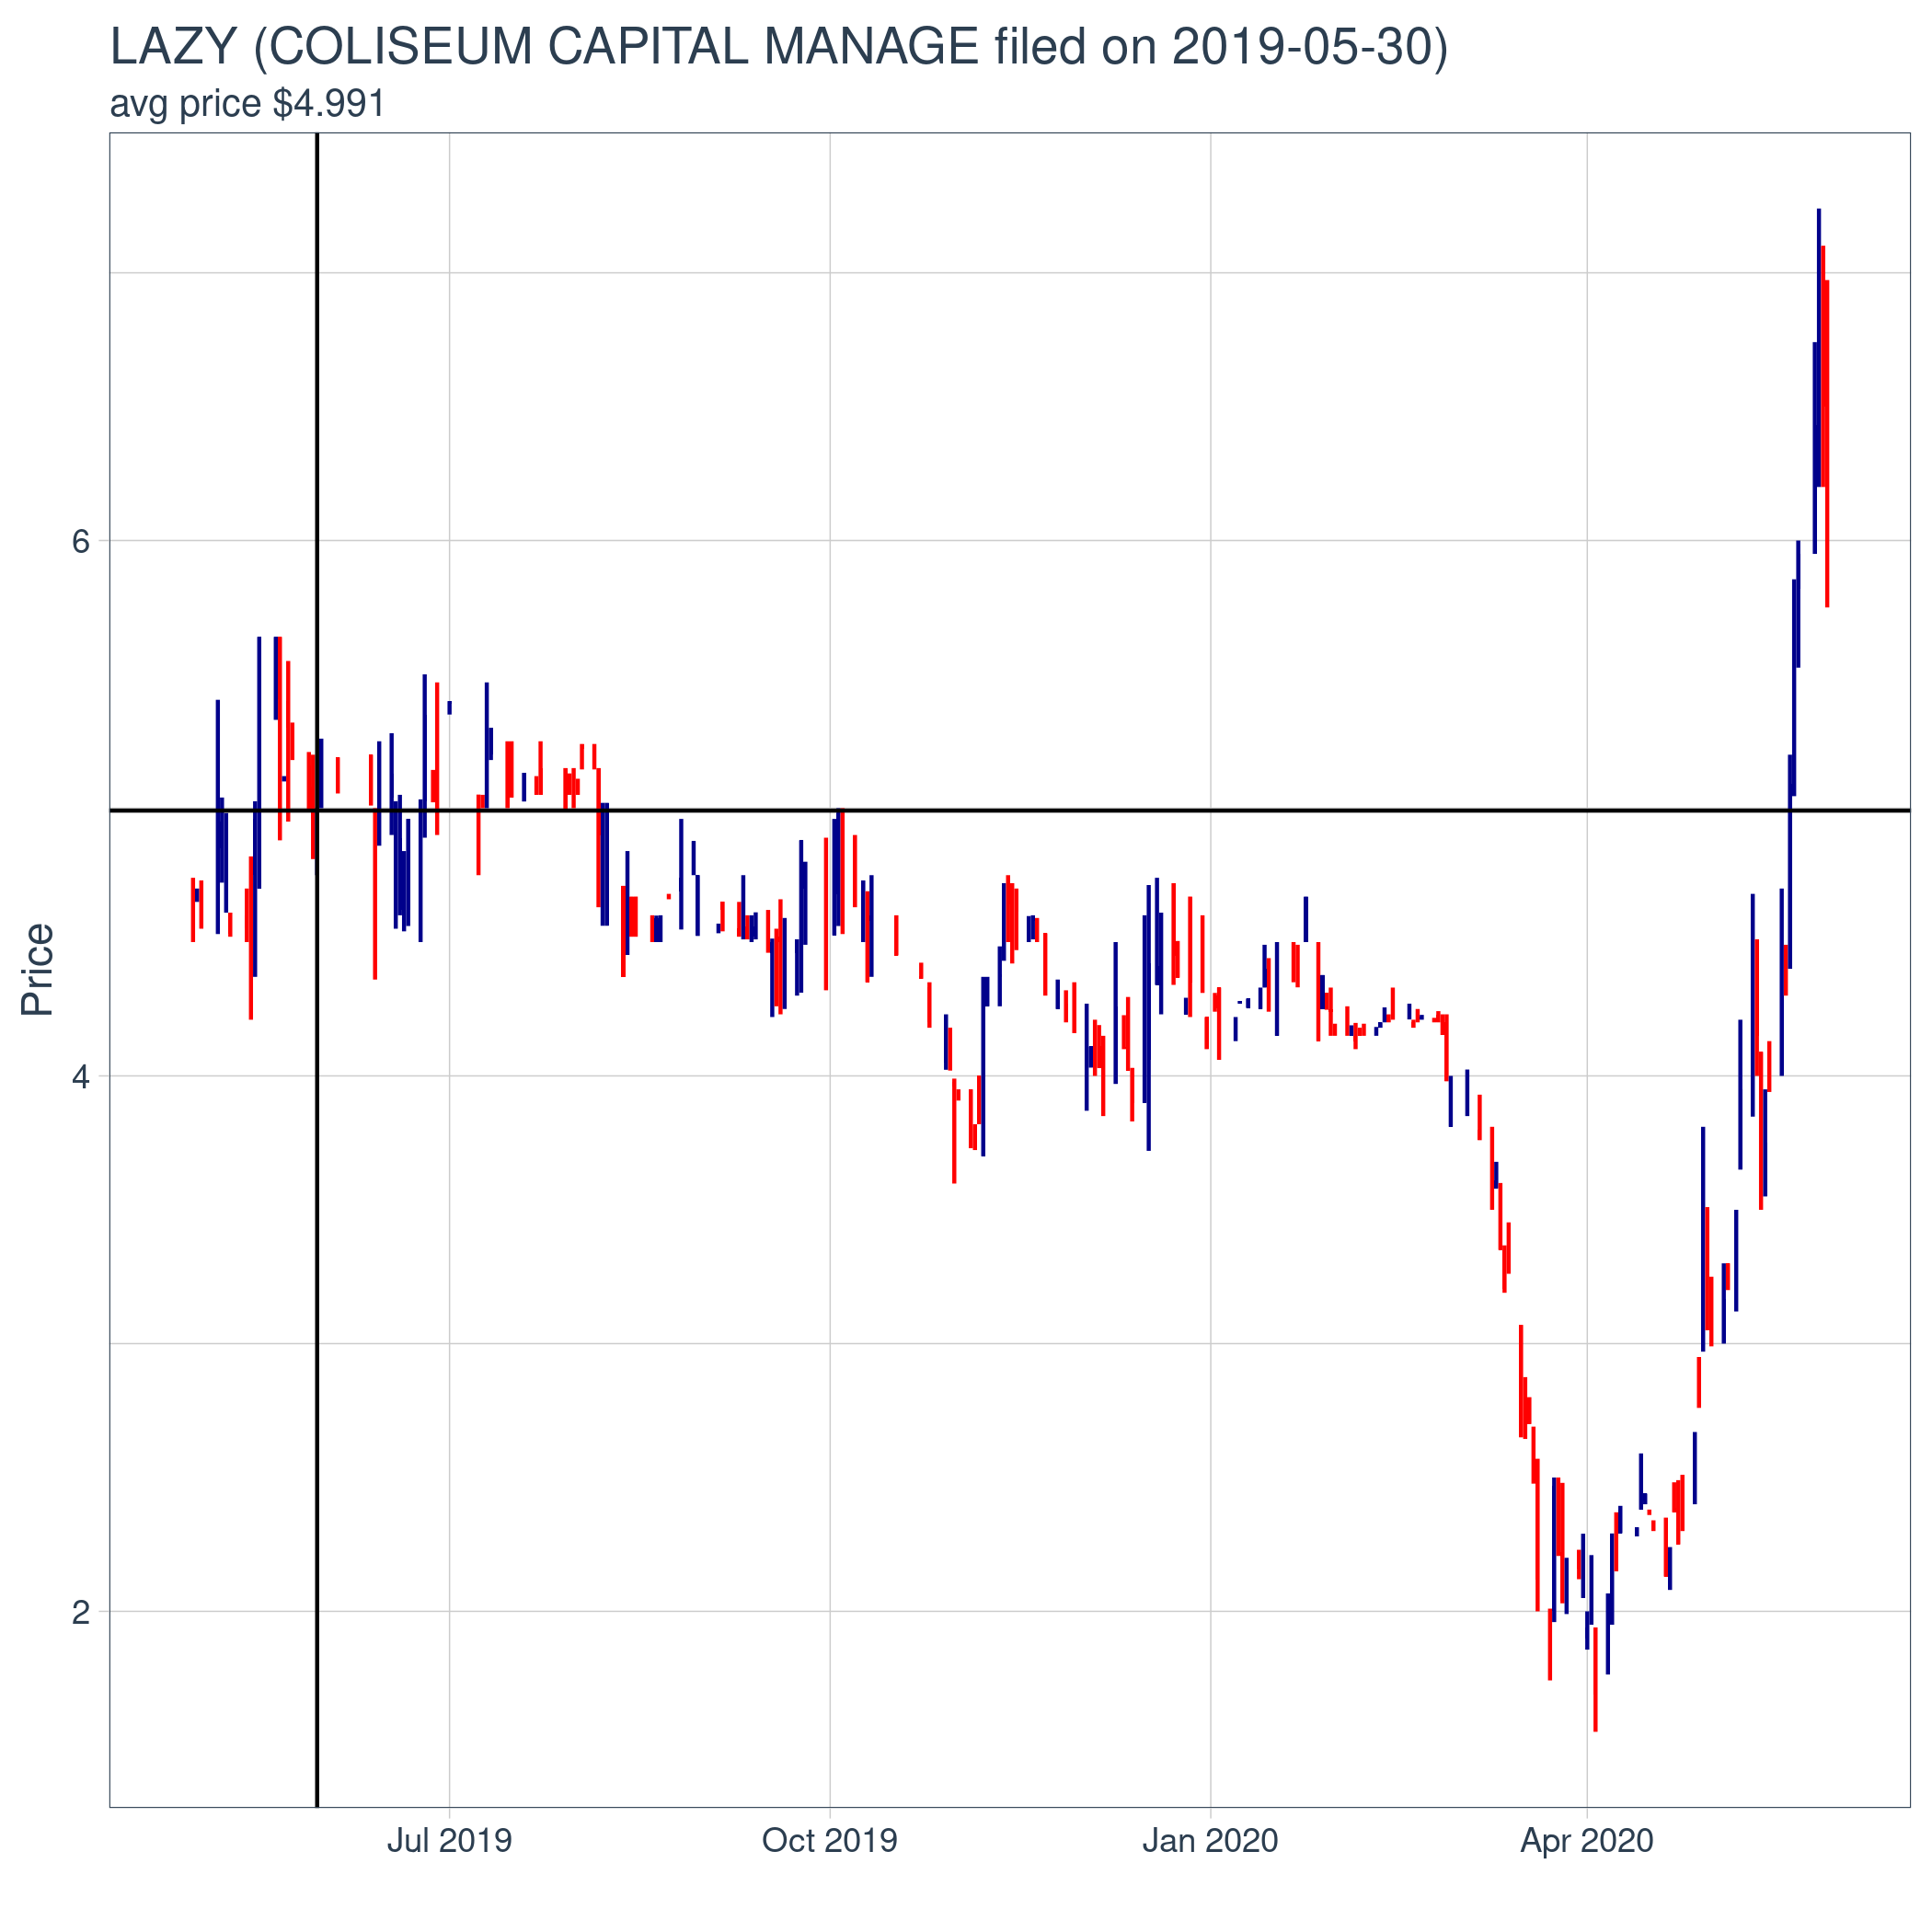 LAZY (COLISEUM CAPITAL MANAGE filed on 2019-05-30)
avg price $4.991
Price
6
4
2
Jul 2019
Oct 2019
Jan 2020
Apr 2020